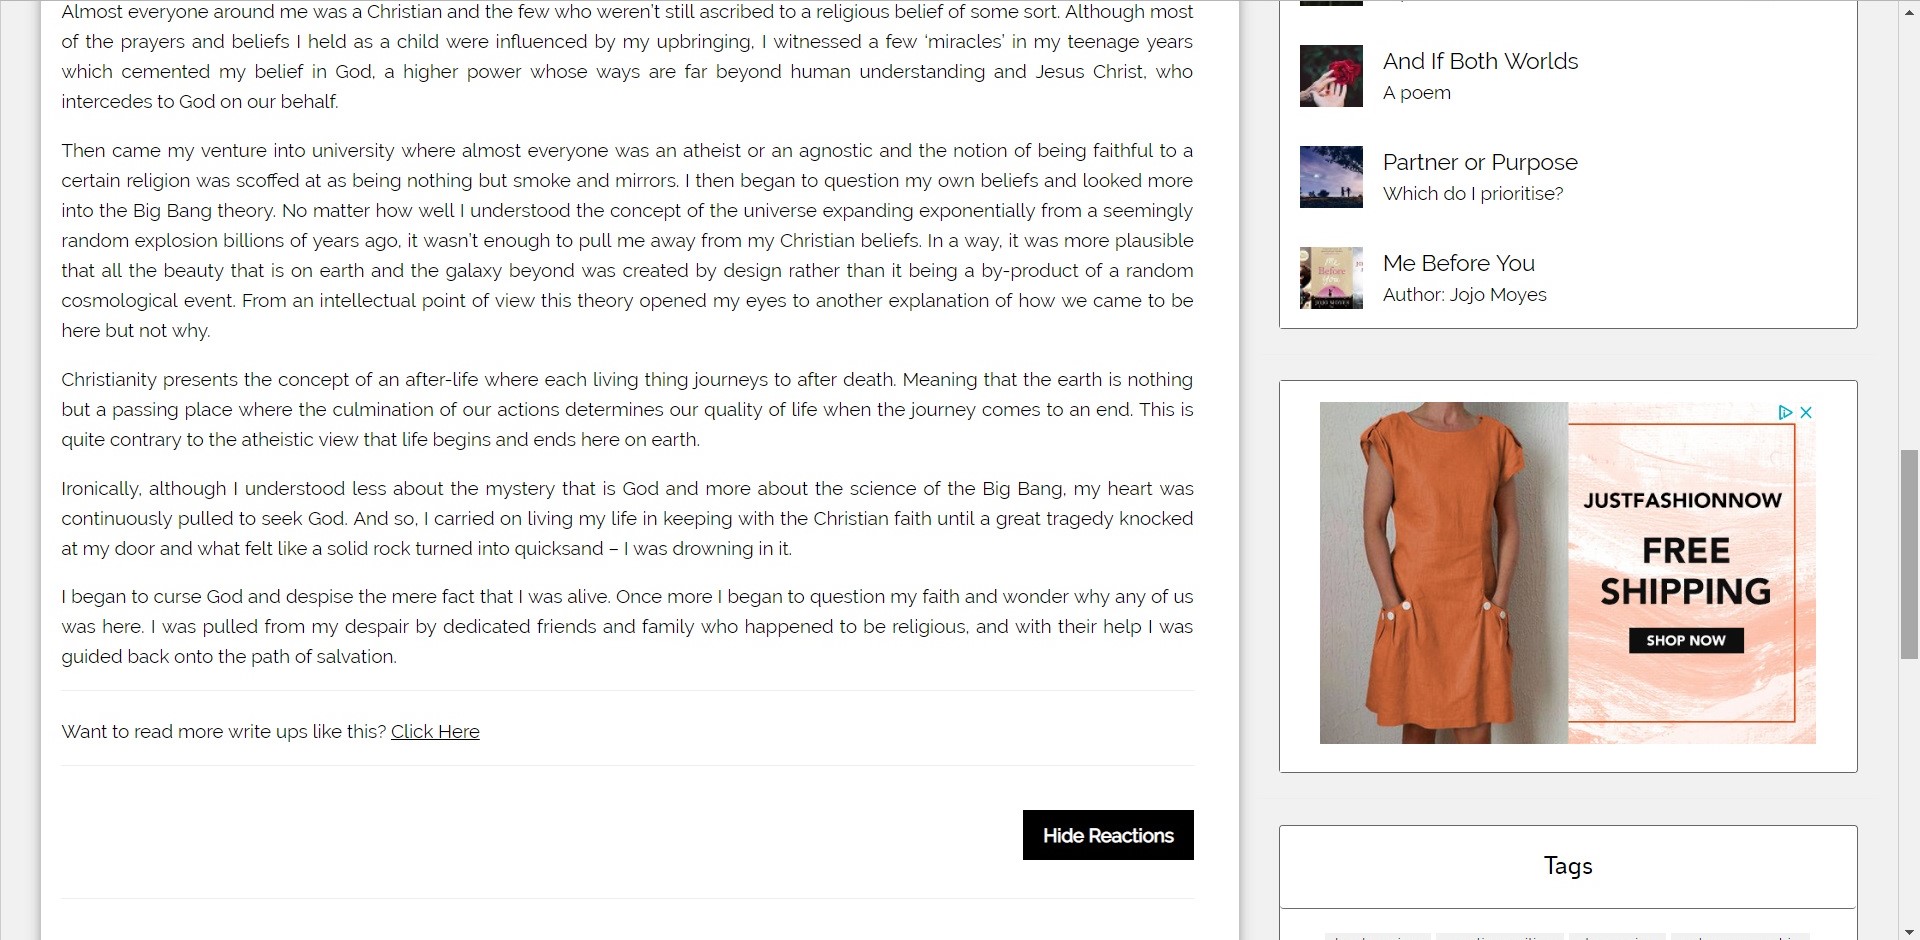 Almost everyone around me was a Christian and the few who weren't still ascribed to a religious belief of some sort. Although most
of the prayers and beliefs I held as a child were influenced by my upbringing, I witnessed a few ‘miracles’ in my teenage years
which cemented my belief in God, a higher power whose ways are far beyond human understanding and Jesus Christ, who
intercedes to God on our behalf.
Then came my venture into university where almost everyone was an atheist or an agnostic and the notion of being faithful to a
certain religion was scoffed at as being nothing but smoke and mirrors. I then began to question my own beliefs and looked more
into the Big Bang theory. No matter how well I understood the concept of the universe expanding exponentially from a seemingly
random explosion billions of years ago, it wasn't enough to pull me away from my Christian beliefs. In a way, it was more plausible
that all the beauty that is on earth and the galaxy beyond was created by design rather than it being a by-product of a random
cosmological event. From an intellectual point of view this theory opened my eyes to another explanation of how we came to be
here but not why.
Christianity presents the concept of an after-life where each living thing journeys to after death. Meaning that the earth is nothing
but a passing place where the culmination of our actions determines our quality of life when the journey comes to an end. This is
quite contrary to the atheistic view that life begins and ends here on earth.
Ironically, although I understood less about the mystery that is God and more about the science of the Big Bang, my heart was
continuously pulled to seek God. And so, I carried on living my life in keeping with the Christian faith until a great tragedy knocked
at my door and what felt like a solid rock turned into quicksand – I was drowning in it.
I began to curse God and despise the mere fact that I was alive. Once more I began to question my faith and wonder why any of us
was here. I was pulled from my despair by dedicated friends and family who happened to be religious, and with their help I was
guided back onto the path of salvation.
Want to read more write ups like this? Click Here
Hide Reactions
And If Both Worlds
A poem
Partner or Purpose
Which do I prioritise?
Me Before You
Author: Jojo Moyes
Me
Before
You
JOJO MOYES
JUSTFASHIONNOW
FREE
SHIPPING
SHOP NOW
Tags